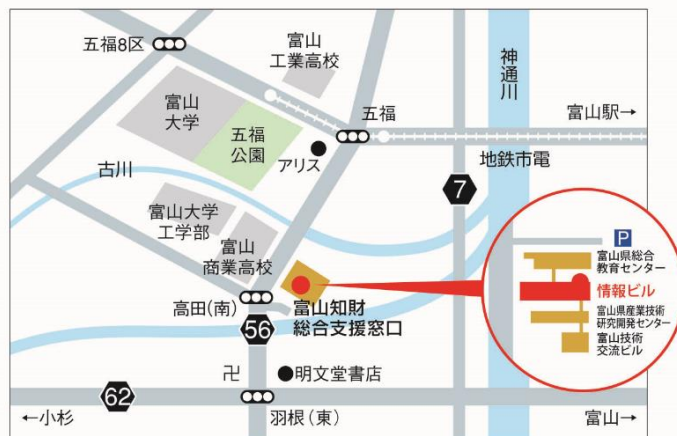 五福8区
富山
工業高校
神通川
富山
大学
五福
公園
五福
富山駅→
アリス
地鉄市電
古川
7
富山大学
工学部
富山
商業高校
P
富山県総合
教育センター
情報ビル
富山県産業技術
研究開発センター
富山技術
交流ビル
高田(南)
富山知財
総合支援窓口
56
卍
明文堂書店
62
←小杉
羽根(東)
富山→